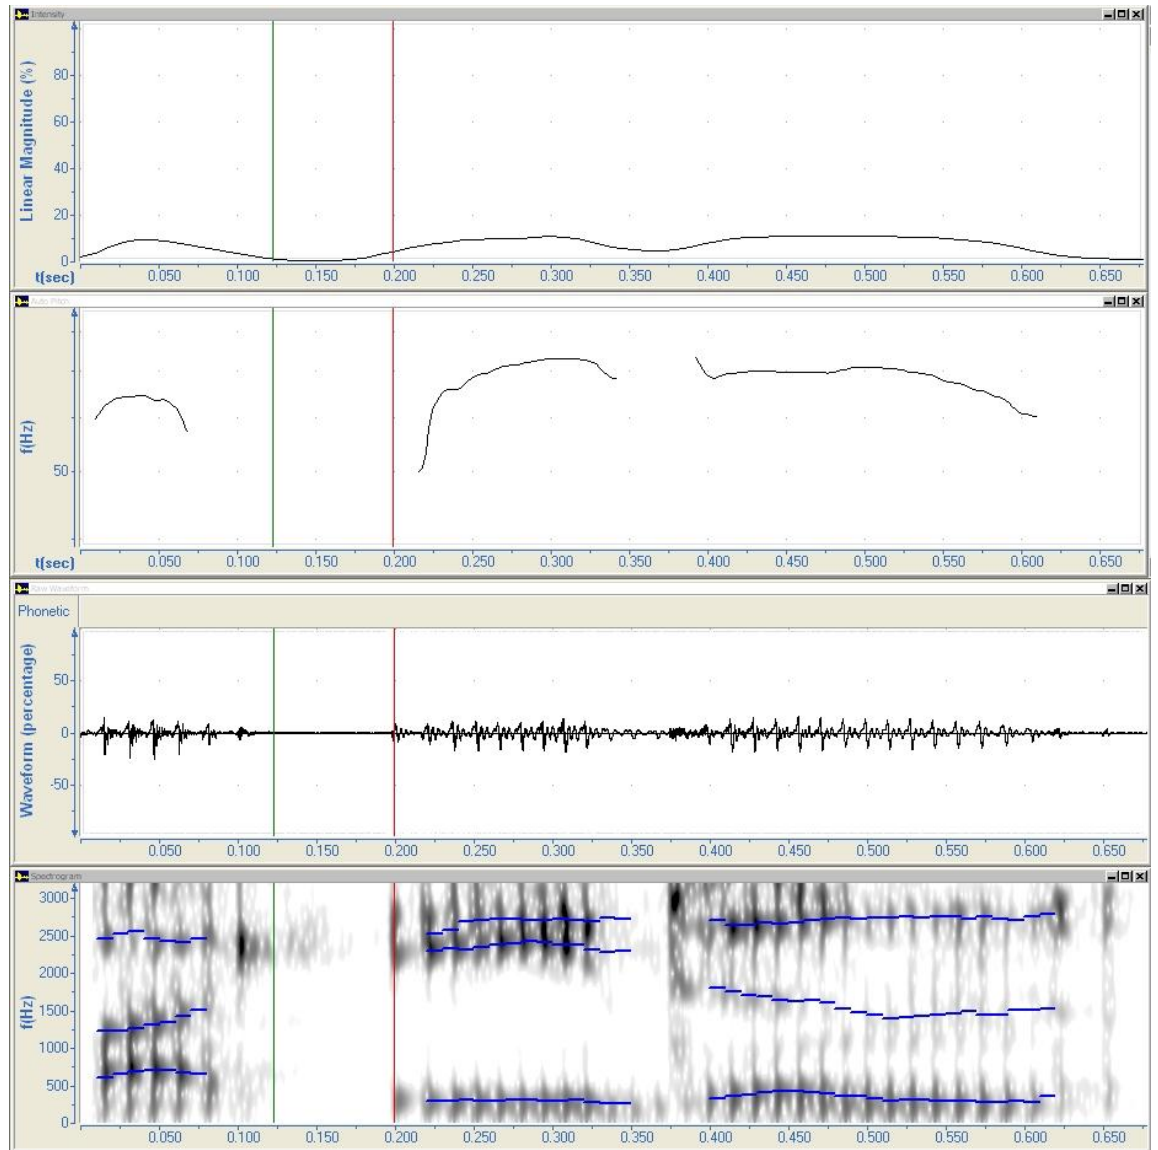 Intensity
Linear Magnitude (%)
80
60
40
20
0
t(sec) 0.050 0.100 0.150 0.200 0.250 0.300 0.350 0.400 0.450 0.500 0.550 0.600 0.650
Auto Pitch
f(Hz)
50
t(sec) 0.050 0.100 0.150 0.200 0.250 0.300 0.350 0.400 0.450 0.500 0.550 0.600 0.650
Raw Waveform
Phonetic
Waveform (percentage)
50
0
-50
0.050 0.100 0.150 0.200 0.250 0.300 0.350 0.400 0.450 0.500 0.550 0.600 0.650
Spectrogram
f(Hz)
3000
2500
2000
1500
1000
500
0
0.050 0.100 0.150 0.200 0.250 0.300 0.350 0.400 0.450 0.500 0.550 0.600 0.650